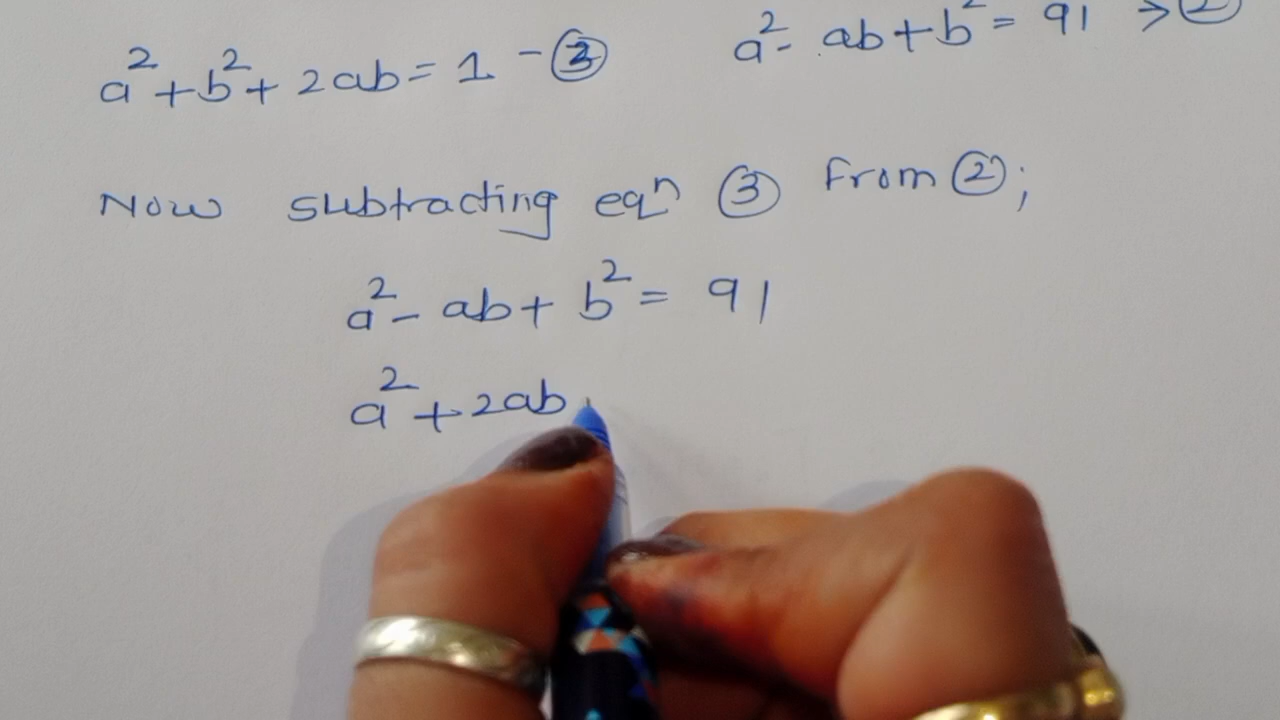 a² + b² + 2ab = 1 - ③
a² - ab + b² = 91 > ②
Now subtracting eqⁿ ③ from ②;
a² - ab + b² = 91
a² + 2ab